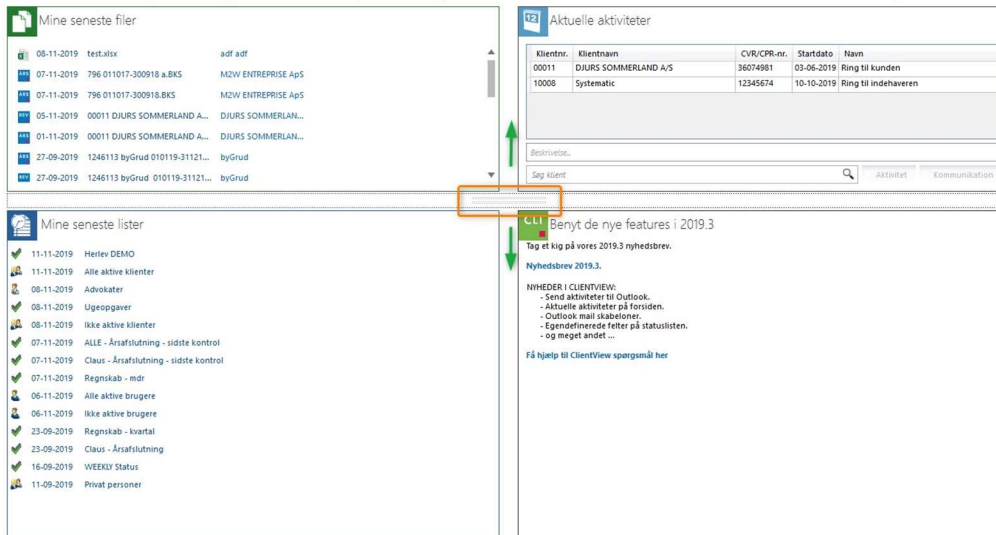 Mine seneste filer
08-11-2019 test.xlsx adf adf
07-11-2019 796 011017-300918 a.BKS M2W ENTREPRISE ApS
07-11-2019 796 011017-300918.BKS M2W ENTREPRISE ApS
05-11-2019 00011 DJURS SOMMERLAND A... DJURS SOMMERLAN...
01-11-2019 00011 DJURS SOMMERLAND A... DJURS SOMMERLAN...
27-09-2019 1246113 byGrud 010119-31121... byGrud
27-09-2019 1246113 byGrud 010119-31121... byGrud
12 Aktuelle aktiviteter
Klientnr. Klientnavn CVR/CPR-nr. Startdato Navn
00011 DJURS SOMMERLAND A/S 36074981 03-06-2019 Ring til kunden
10008 Systematic 12345674 10-10-2019 Ring til indehaveren
Beskrivelse...
Søg klient Aktivitet Kommunikation
Mine seneste lister
11-11-2019 Herlev DEMO
11-11-2019 Alle aktive klienter
08-11-2019 Advokater
08-11-2019 Ugeopgaver
08-11-2019 Ikke aktive klienter
07-11-2019 ALLE - Årsafslutning - sidste kontrol
07-11-2019 Claus - Årsafslutning - sidste kontrol
07-11-2019 Regnskab - mdr
06-11-2019 Alle aktive brugere
06-11-2019 Ikke aktive brugere
23-09-2019 Regnskab - kvartal
23-09-2019 Claus - Årsafslutning
16-09-2019 WEEKLY Status
11-09-2019 Privat personer
CLI Benyt de nye features i 2019.3
Tag et kig på vores 2019.3 nyhedsbrev.
Nyhedsbrev 2019.3.
NYHEDER I CLIENTVIEW:
- Send aktiviteter til Outlook.
- Aktuelle aktiviteter på forsiden.
- Outlook mail skabeloner.
- Egendefinerede felter på statuslisten.
- og meget andet ...
Få hjælp til ClientView spørgsmål her